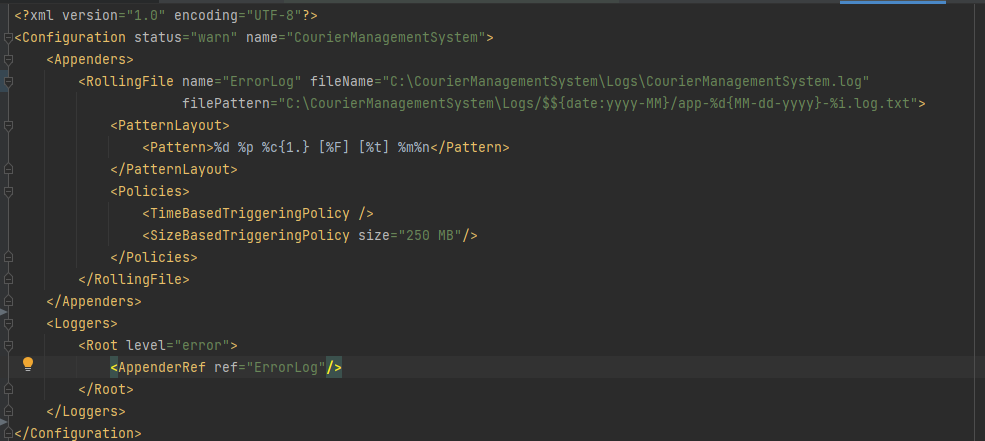 <?xml version="1.0" encoding="UTF-8"?>
<Configuration status="warn" name="CourierManagementSystem">
    <Appenders>
        <RollingFile name="ErrorLog" fileName="C:\CourierManagementSystem\Logs\CourierManagementSystem.log"
                     filePattern="C:\CourierManagementSystem\Logs/$${date:yyyy-MM}/app-%d{MM-dd-yyyy}-%i.log.txt">
            <PatternLayout>
                <Pattern>%d %p %c{1.} [%F] [%t] %m%n</Pattern>
            </PatternLayout>
            <Policies>
                <TimeBasedTriggeringPolicy />
                <SizeBasedTriggeringPolicy size="250 MB"/>
            </Policies>
        </RollingFile>
    </Appenders>
    <Loggers>
        <Root level="error">
            <AppenderRef ref="ErrorLog"/>
        </Root>
    </Loggers>
</Configuration>